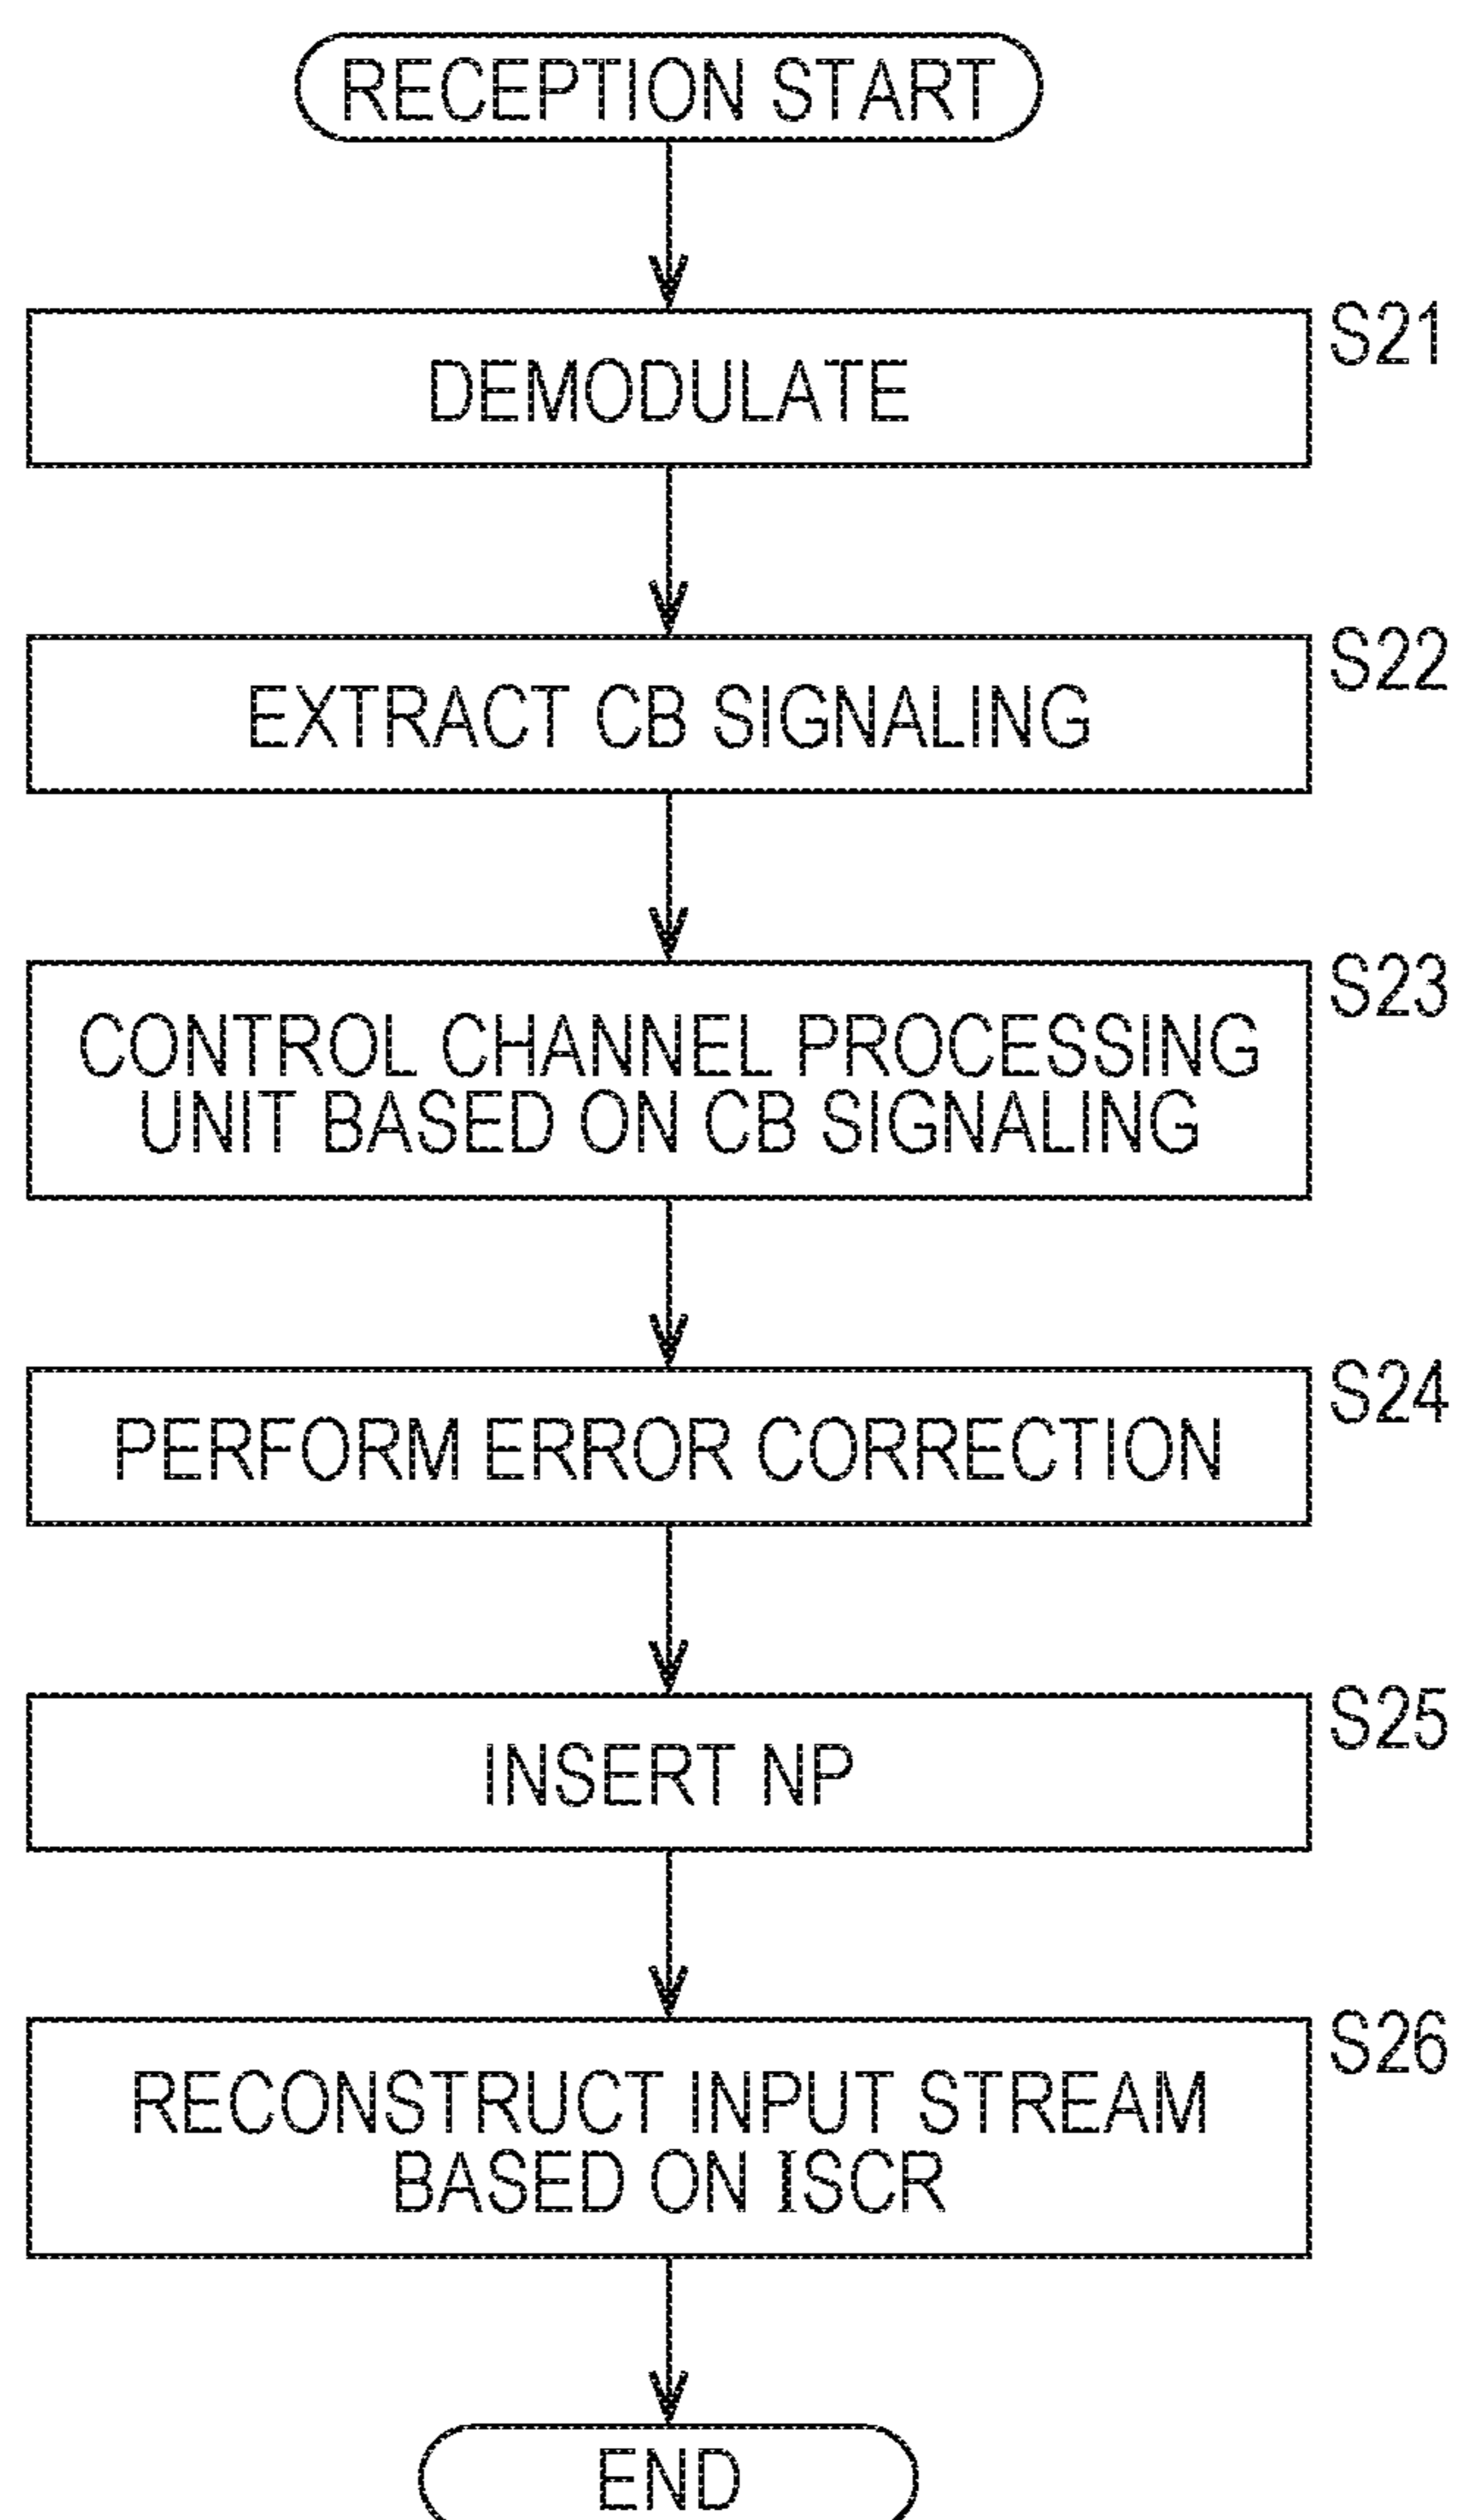 RECEPTION START
S21
DEMODULATE
S22
EXTRACT CB SIGNALING
S23
CONTROL CHANNEL PROCESSING
UNIT BASED ON CB SIGNALING
S24
PERFORM ERROR CORRECTION
S25
INSERT NP
S26
RECONSTRUCT INPUT STREAM
BASED ON ISCR
END